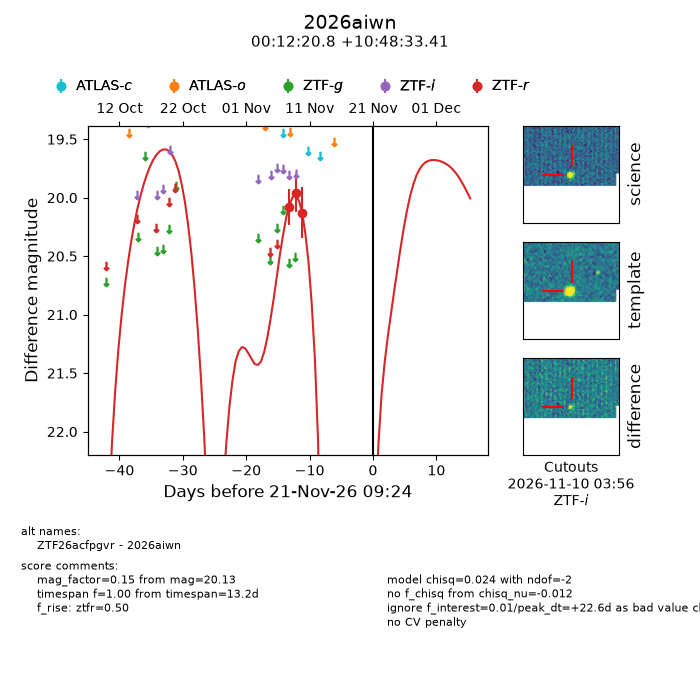 2026aiwn
00:12:20.8 +10:48:33.41
ATLAS-c
ATLAS-o
ZTF-g
ZTF-i
ZTF-r
12 Oct
22 Oct
01 Nov
11 Nov
21 Nov
01 Dec
19.5
20.0
20.5
21.0
21.5
22.0
Difference magnitude
−40
−30
−20
−10
0
10
Days before 21-Nov-26 09:24
science
template
difference
Cutouts
2026-11-10 03:56
ZTF-i
alt names:
ZTF26acfpgvr - 2026aiwn
score comments:
mag_factor=0.15 from mag=20.13
timespan f=1.00 from timespan=13.2d
f_rise: ztfr=0.50
model chisq=0.024 with ndof=-2
no f_chisq from chisq_nu=-0.012
ignore f_interest=0.01/peak_dt=+22.6d as bad value
no CV penalty